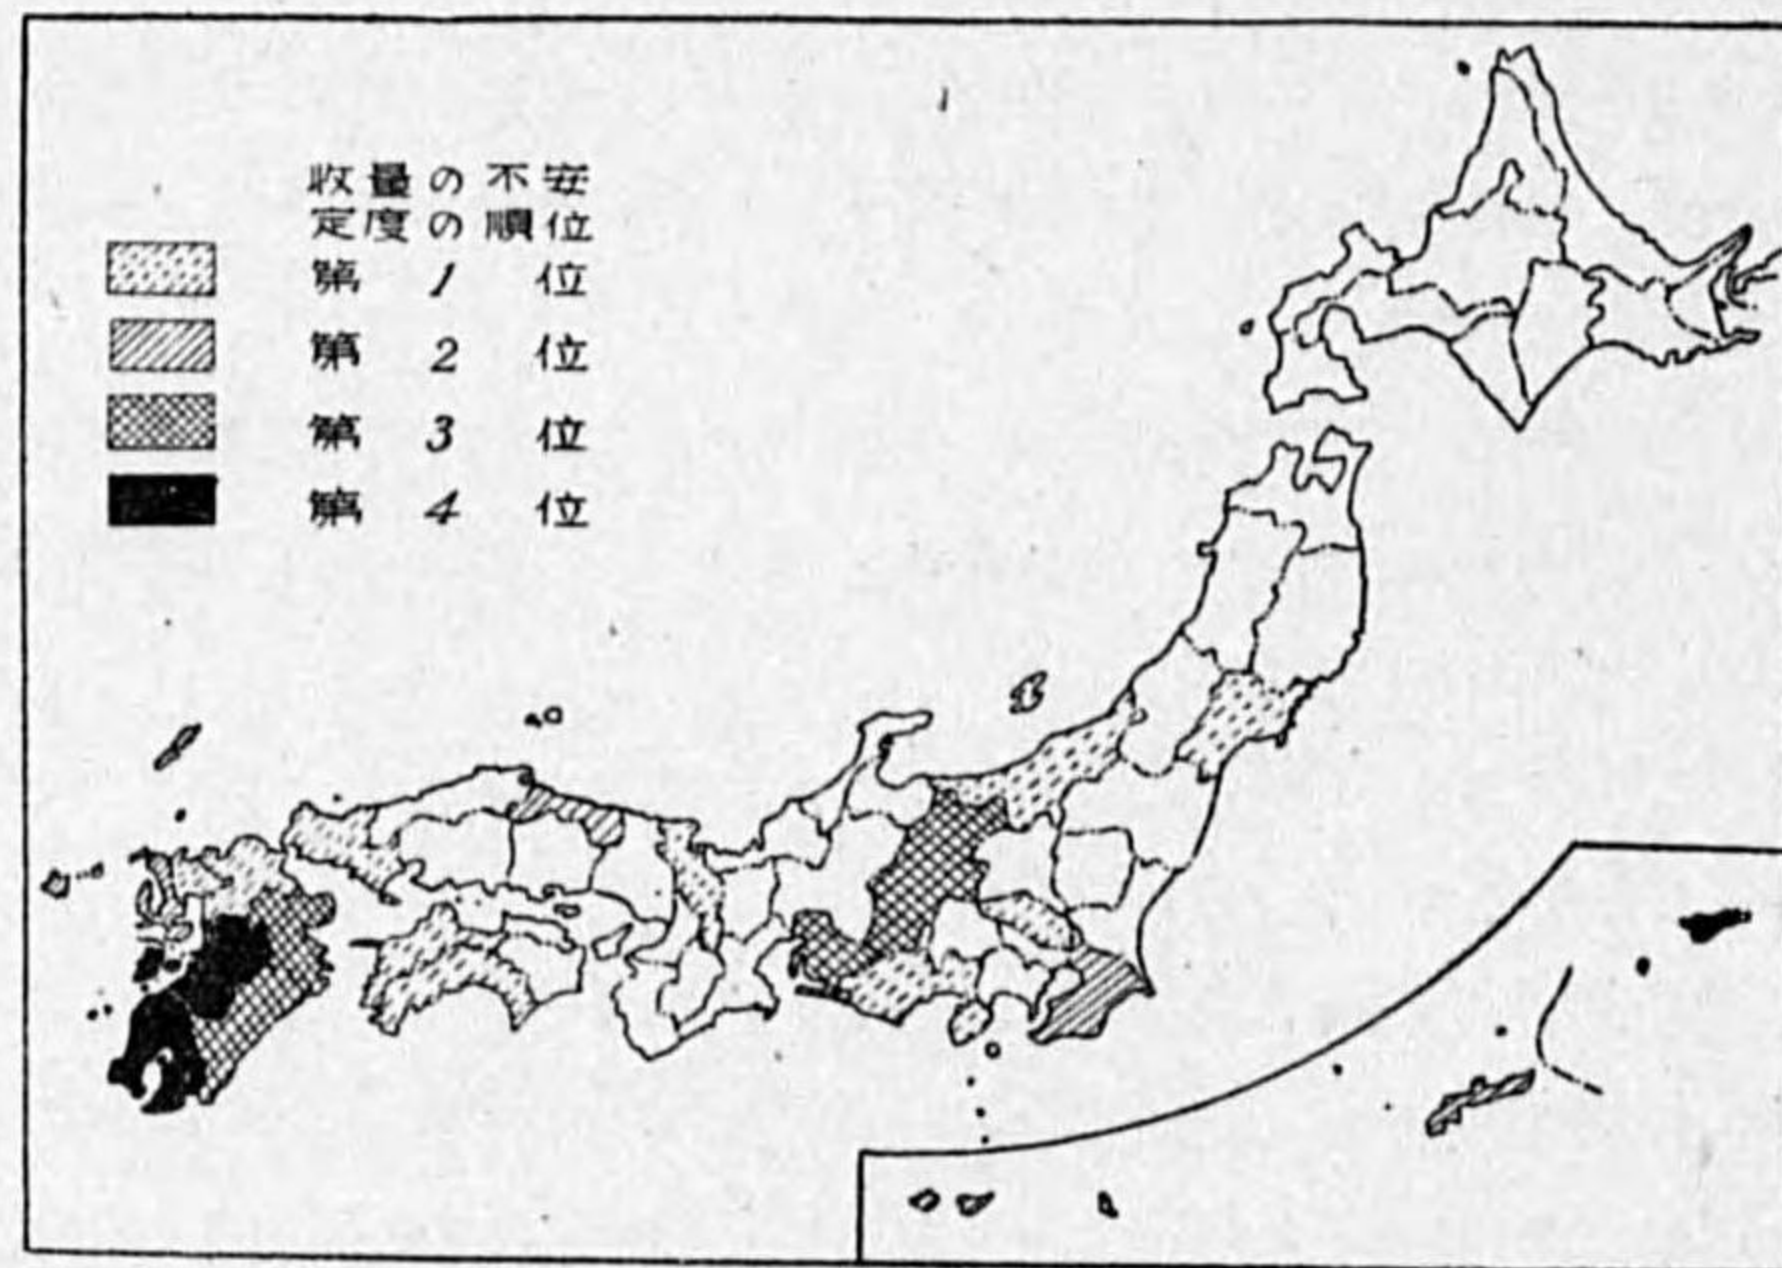 收量の不安
定度の順位
第 1 位
第 2 位
第 3 位
第 4 位